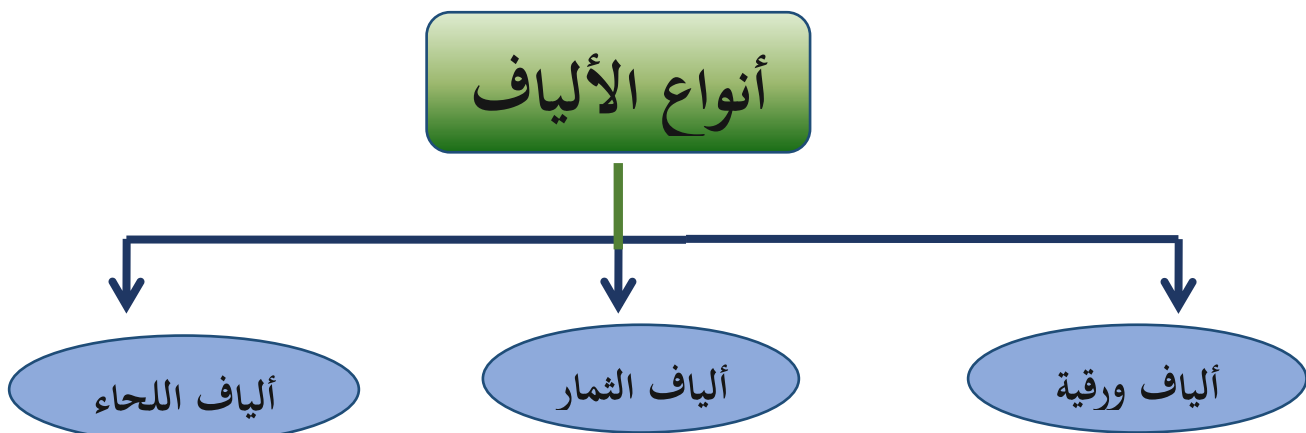 أنواع الألياف
ألياف ورقية
ألياف الثمار
ألياف اللحاء